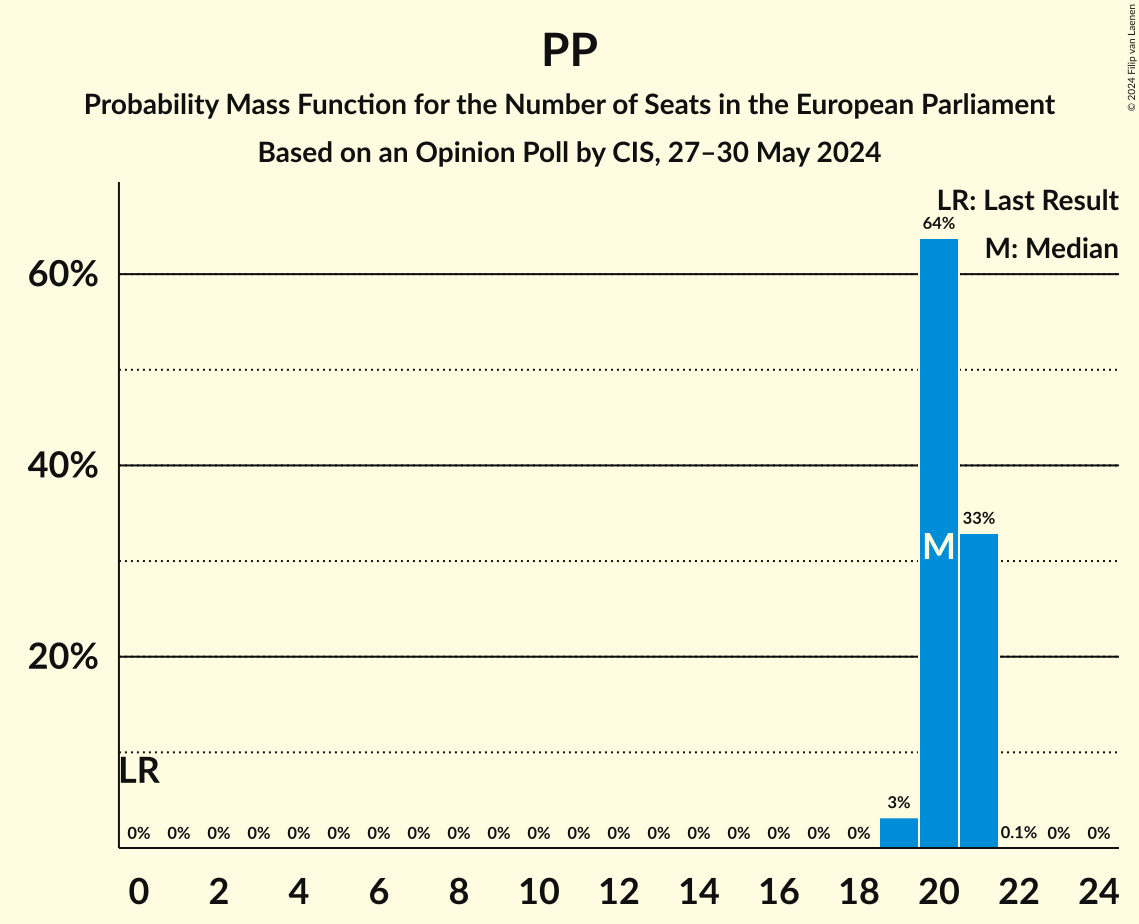 PP
Probability Mass Function for the Number of Seats in the European Parliament
Based on an Opinion Poll by CIS, 27–30 May 2024
© 2024 Filip van Laenen
LR: Last Result
M: Median
64%
60%
40%
33%
M
20%
LR
3%
0% 0% 0% 0% 0% 0% 0% 0% 0% 0% 0% 0% 0% 0% 0% 0% 0% 0% 0% 0.1% 0% 0%
0 2 4 6 8 10 12 14 16 18 20 22 24